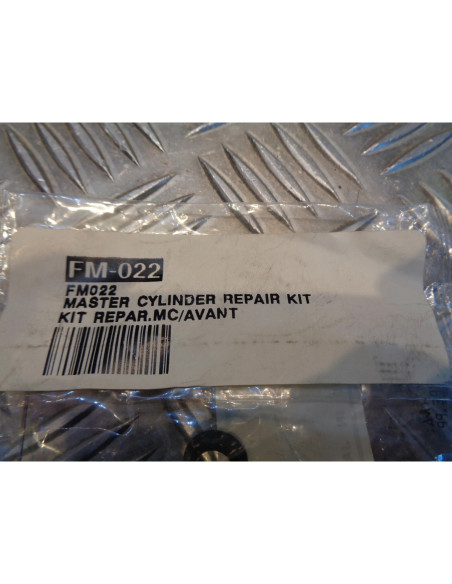 FM-022
FM022
MASTER CYLINDER REPAIR KIT
KIT REPAR.MC/AVANT